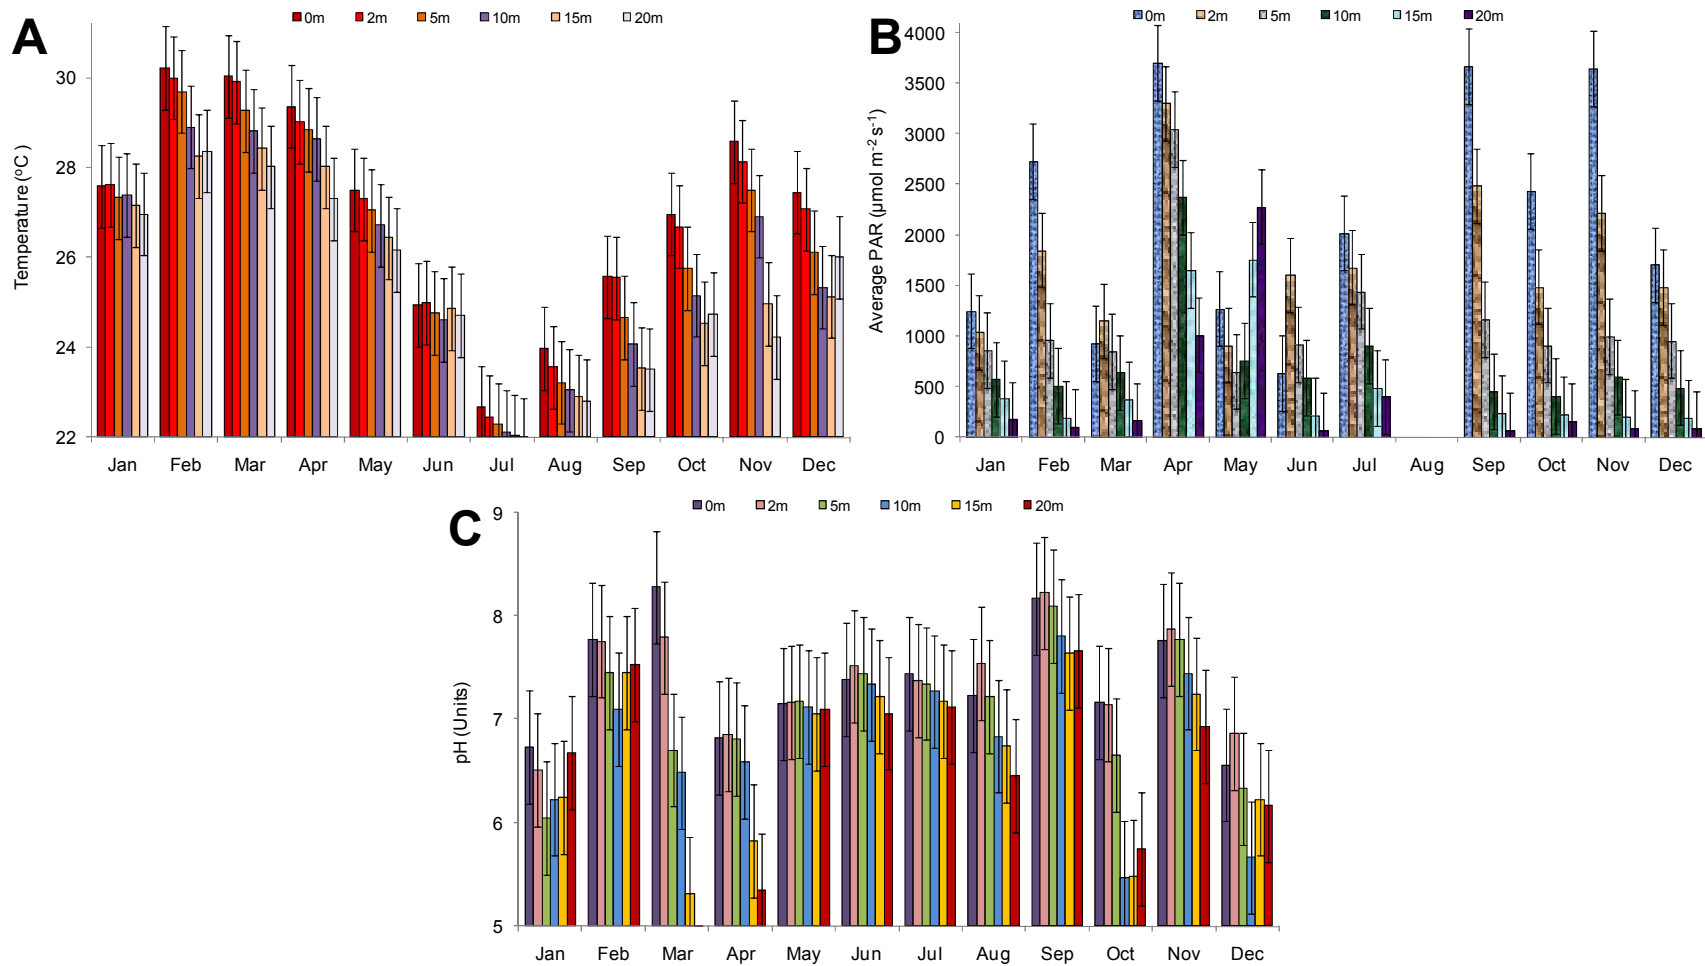 A
0m 2m 5m 10m 15m 20m
Temperature (ºC )
30
28
26
24
22
Jan Feb Mar Apr May Jun Jul Aug Sep Oct Nov Dec
B
0m 2m 5m 10m 15m 20m
Average PAR (μmol m⁻² s⁻¹)
4000
3500
3000
2500
2000
1500
1000
500
0
Jan Feb Mar Apr May Jun Jul Aug Sep Oct Nov Dec
C
0m 2m 5m 10m 15m 20m
pH (Units)
9
8
7
6
5
Jan Feb Mar Apr May Jun Jul Aug Sep Oct Nov Dec